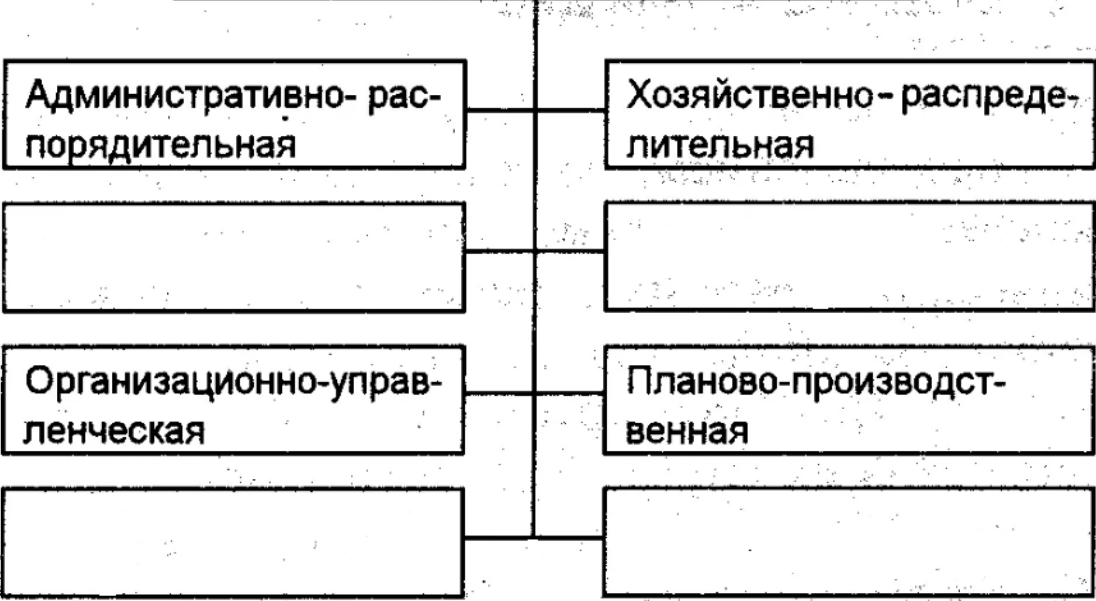 Административно- рас-
порядительная
Хозяйственно- распреде-
лительная
Организационно-управ-
ленческая
Планово-производст-
венная